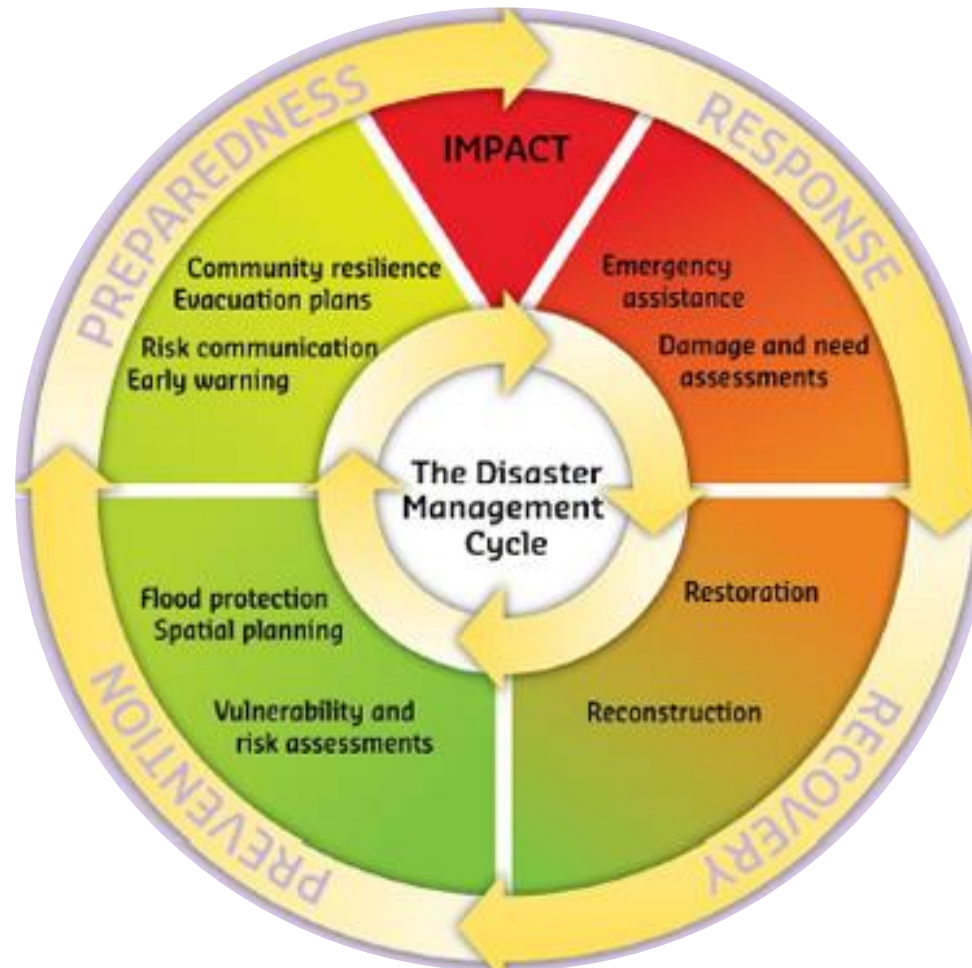 PREPAREDNESS
RESPONSE
IMPACT
Community resilience
Evacuation plans
Risk communication
Early warning
Emergency
assistance
Damage and need
assessments
The Disaster
Management
Cycle
Flood protection
Spatial planning
Vulnerability and
risk assessments
Restoration
Reconstruction
PREVENTION
RECOVERY